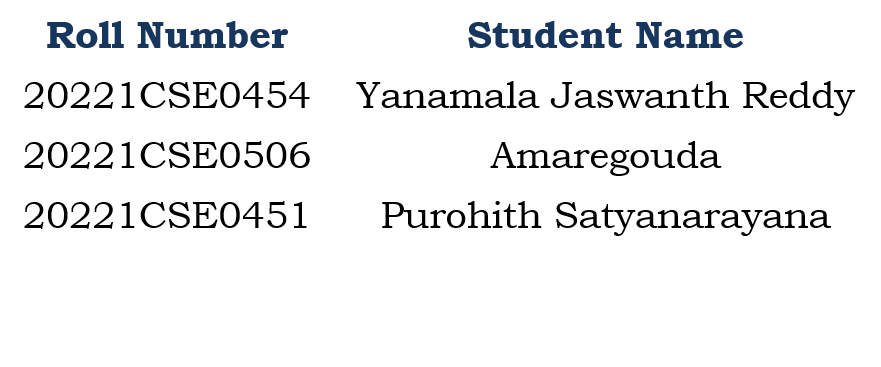 Roll Number Student Name
20221CSE0454 Yanamala Jaswanth Reddy
20221CSE0506 Amaregouda
20221CSE0451 Purohith Satyanarayana